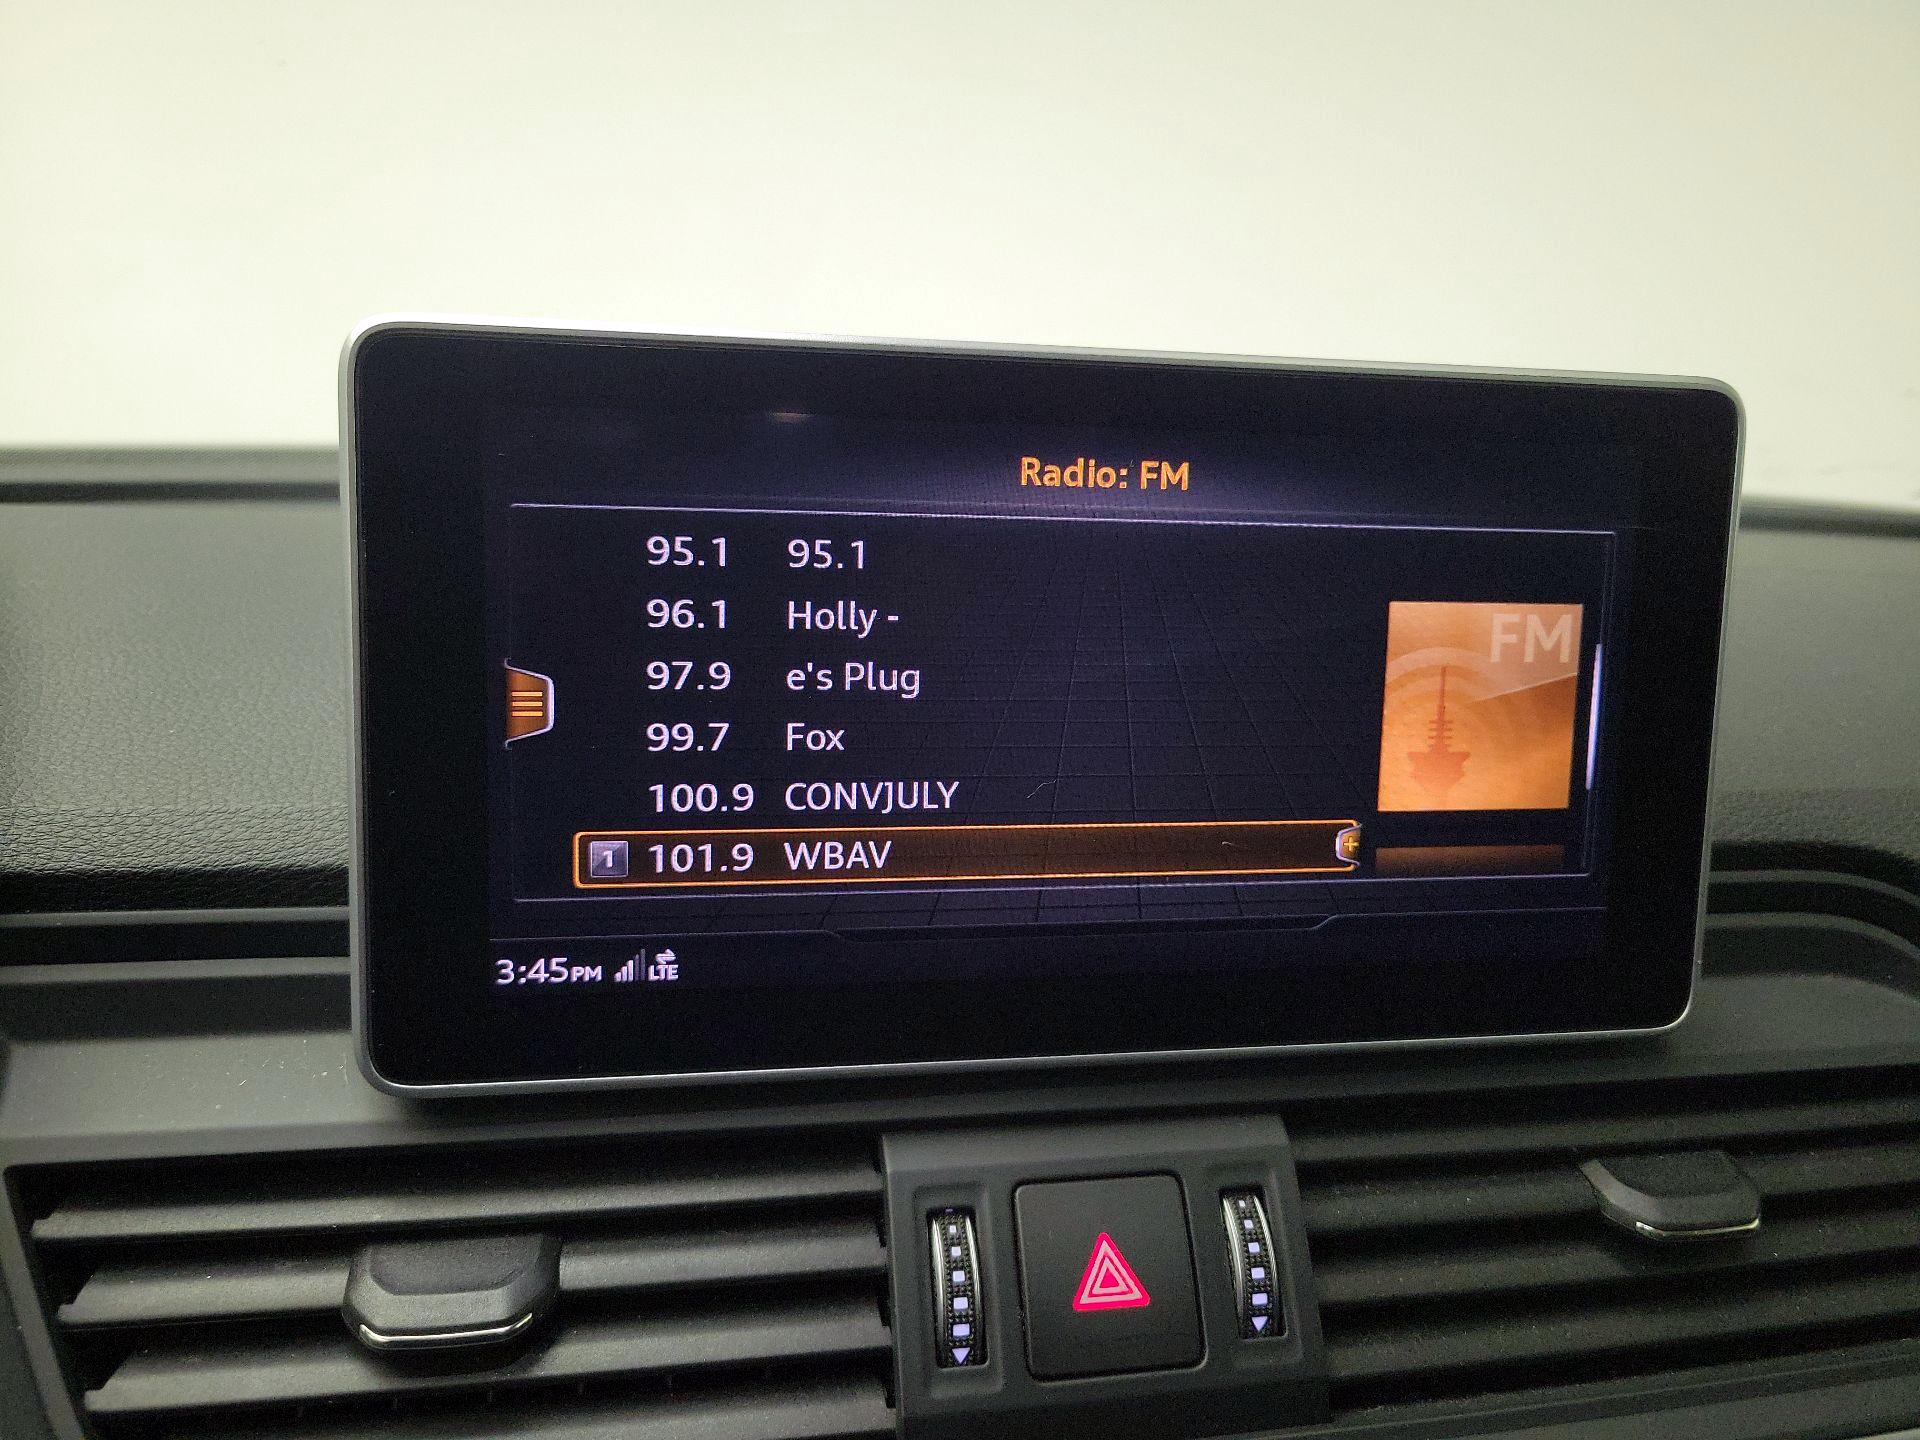 Radio: FM
95.1 95.1
96.1 Holly -
97.9 e's Plug
99.7 Fox
100.9 CONVJULY
1 101.9 WBAV
FM
3:45PM LTE